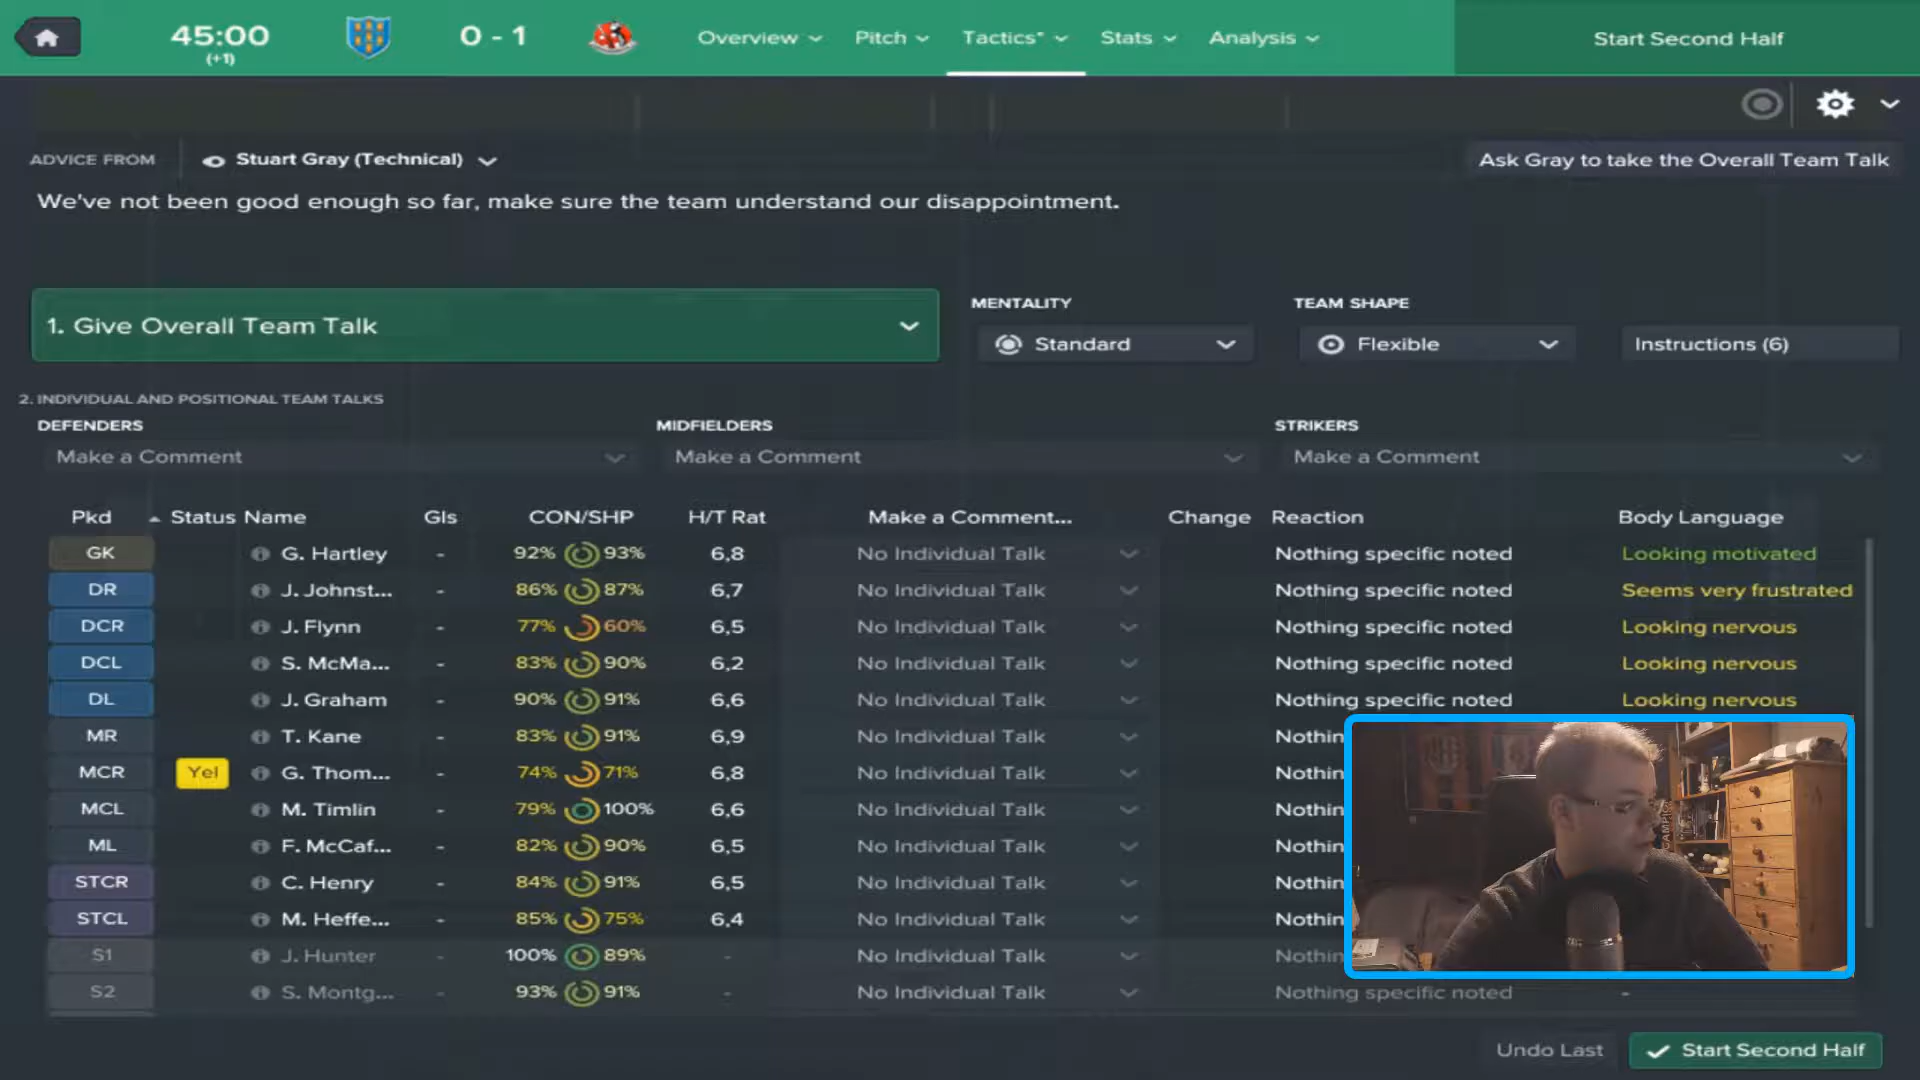 45:00
(+1)
0 - 1
Overview
Pitch
Tactics*
Stats
Analysis
Start Second Half
ADVICE FROM
Stuart Gray (Technical)
Ask Gray to take the Overall Team Talk
We've not been good enough so far, make sure the team understand our disappointment.
1. Give Overall Team Talk
MENTALITY
Standard
TEAM SHAPE
Flexible
Instructions (6)
2. INDIVIDUAL AND POSITIONAL TEAM TALKS
DEFENDERS
MIDFIELDERS
STRIKERS
Make a Comment
Make a Comment
Make a Comment
Pkd Status Name Gls CON/SHP H/T Rat Make a Comment... Change Reaction Body Language
GK G. Hartley - 92% 93% 6,8 No Individual Talk Nothing specific noted Looking motivated
DR J. Johnst... - 86% 87% 6,7 No Individual Talk Nothing specific noted Seems very frustrated
DCR J. Flynn - 77% 60% 6,5 No Individual Talk Nothing specific noted Looking nervous
DCL S. McMa... - 83% 90% 6,2 No Individual Talk Nothing specific noted Looking nervous
DL J. Graham - 90% 91% 6,6 No Individual Talk Nothing specific noted Looking nervous
MR T. Kane - 83% 91% 6,9 No Individual Talk Nothin
MCR Yel G. Thom... - 74% 71% 6,8 No Individual Talk Nothin
MCL M. Timlin - 79% 100% 6,6 No Individual Talk Nothin
ML F. McCaf... - 82% 90% 6,5 No Individual Talk Nothin
STCR C. Henry - 84% 91% 6,5 No Individual Talk Nothin
STCL M. Heffe... - 85% 75% 6,4 No Individual Talk Nothin
S1 J. Hunter - 100% 89% - No Individual Talk Nothin
S2 S. Montg... - 93% 91% - No Individual Talk Nothing specific noted -
Undo Last
Start Second Half